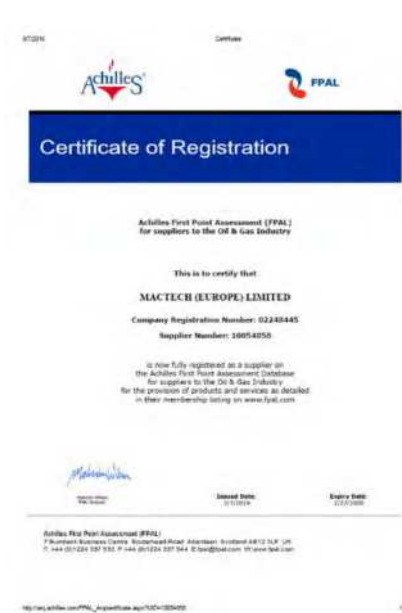 Certificate
Achilles
FPAL
Certificate of Registration
Achilles First Point Assessment (FPAL)
for suppliers to the Oil & Gas Industry
This is to certify that
MACTECH (EUROPE) LIMITED
Company Registration Number: 02240445
Supplier Number: 10054058
is now fully registered as a supplier on
the Achilles First Point Assessment Database
for suppliers to the Oil & Gas Industry
for the provision of products and services as detailed
in their membership listing on www.fpal.com
Issued Date
Expiry Date
Achilles First Point Assessment (FPAL)